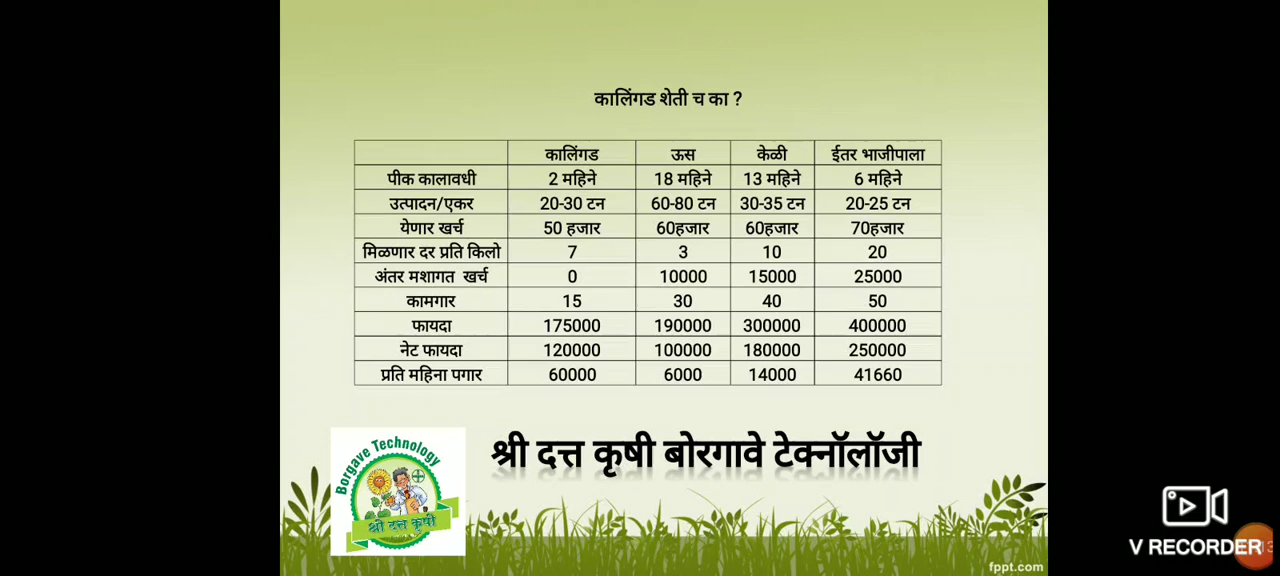 कालिंगड शेती च का ?
कालिंगड ऊस केळी ईतर भाजीपाला
पीक कालावधी 2 महिने 18 महिने 13 महिने 6 महिने
उत्पादन/एकर 20-30 टन 60-80 टन 30-35 टन 20-25 टन
येणार खर्च 50 हजार 60हजार 60हजार 70हजार
मिळणार दर प्रति किलो 7 3 10 20
अंतर मशागत खर्च 0 10000 15000 25000
कामगार 15 30 40 50
फायदा 175000 190000 300000 400000
नेट फायदा 120000 100000 180000 250000
प्रति महिना पगार 60000 6000 14000 41660
श्री दत्त कृषी बोरगावे टेक्नॉलॉजी
Borgave Technology
श्री दत्त कृषी
V RECORDER
fppt.com